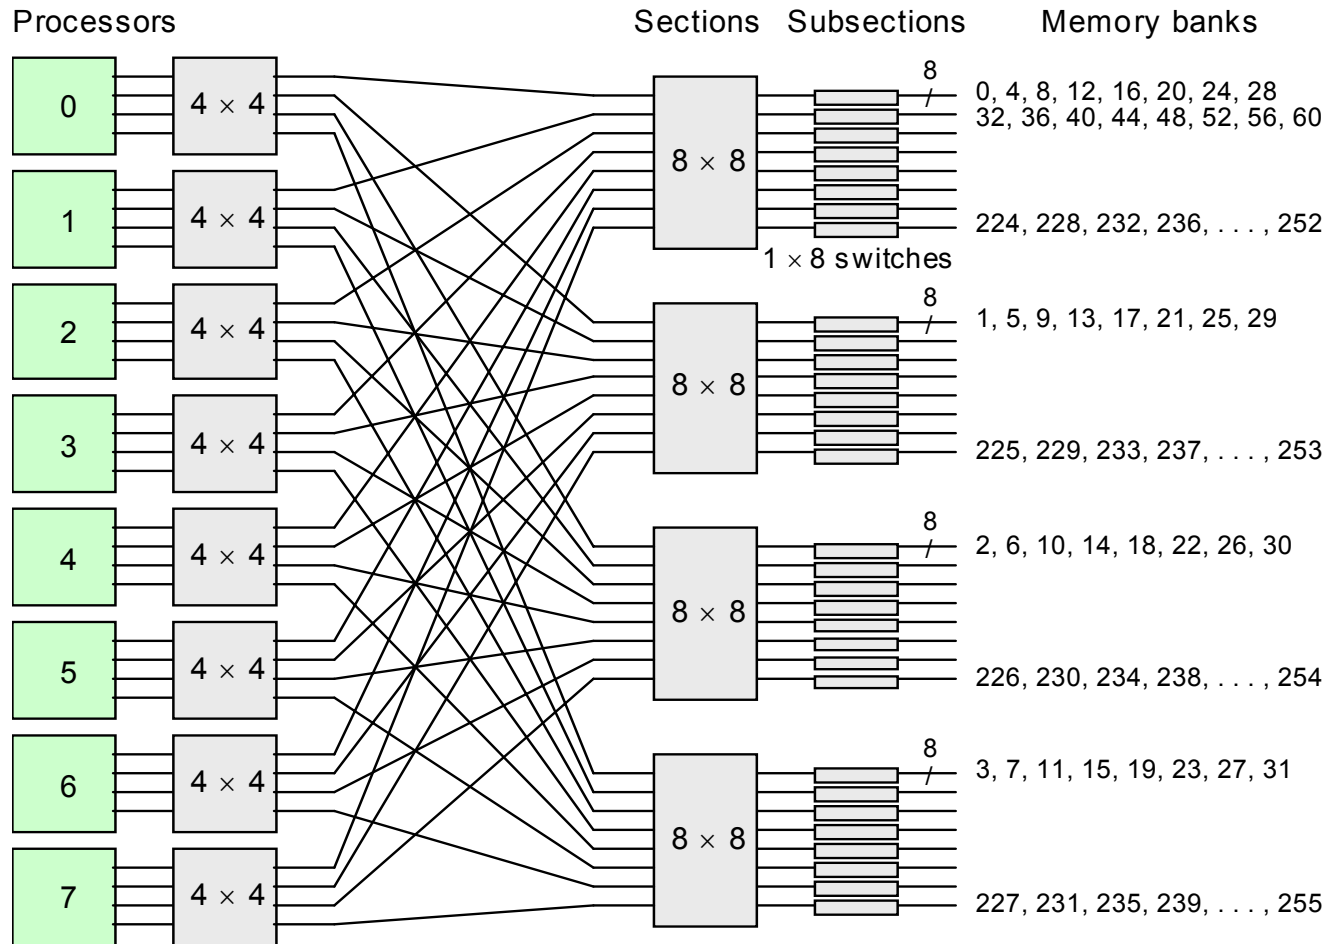 Processors Sections Subsections Memory banks
0 4 × 4
8 × 8
8
/
0, 4, 8, 12, 16, 20, 24, 28
32, 36, 40, 44, 48, 52, 56, 60
1 4 × 4
224, 228, 232, 236, . . . , 252
1 × 8 switches
2 4 × 4
8 × 8
8
/
1, 5, 9, 13, 17, 21, 25, 29
3 4 × 4
225, 229, 233, 237, . . . , 253
4 4 × 4
8 × 8
8
/
2, 6, 10, 14, 18, 22, 26, 30
5 4 × 4
226, 230, 234, 238, . . . , 254
6 4 × 4
8 × 8
8
/
3, 7, 11, 15, 19, 23, 27, 31
7 4 × 4
227, 231, 235, 239, . . . , 255